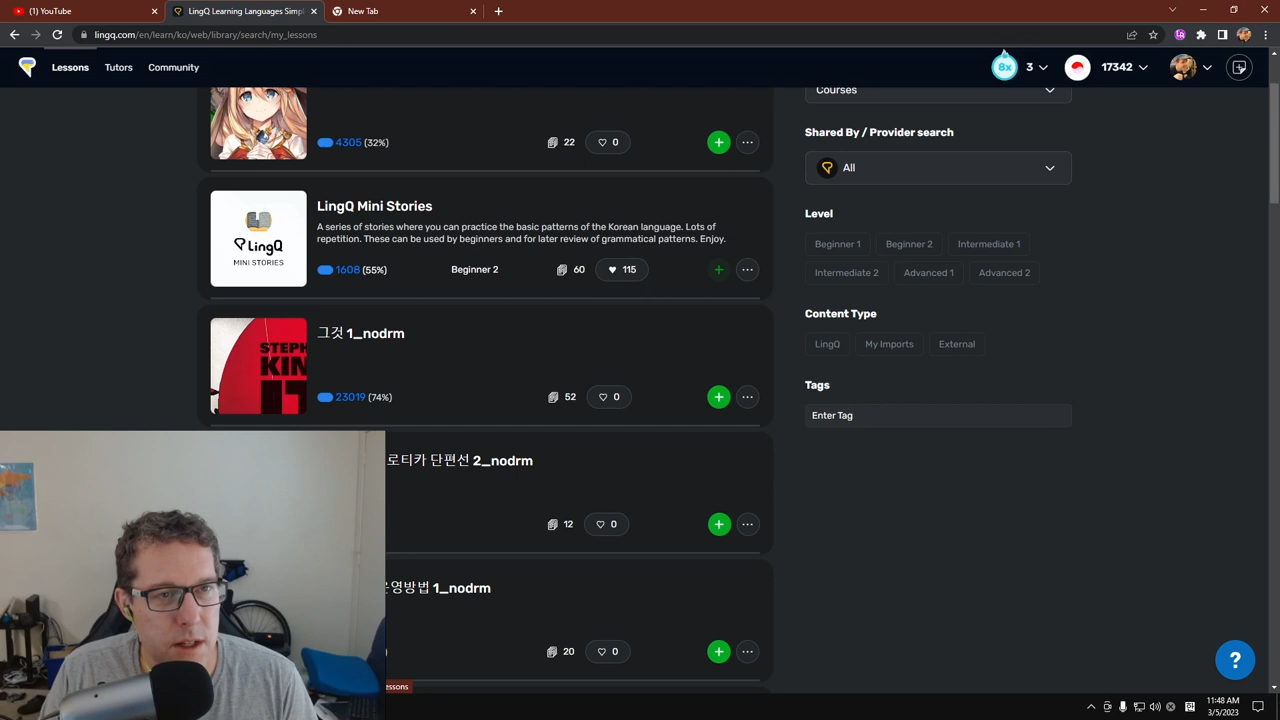 YouTube
LingQ Learning Languages Simpl
New Tab
lingq.com/en/learn/ko/web/library/search/my_lessons
Lessons
Tutors
Community
8x
3
17342
4305 (32%)
22
0
LingQ
MINI STORIES
LingQ Mini Stories
A series of stories where you can practice the basic patterns of the Korean language. Lots of
repetition. These can be used by beginners and for later review of grammatical patterns. Enjoy.
1608 (55%)
Beginner 2
60
115
STEPH
KIN
IT
그것 1_nodrm
23019 (74%)
52
0
로티카 단편선 2_nodrm
12
0
운영방법 1_nodrm
20
0
essons
Courses
Shared By / Provider search
All
Level
Beginner 1
Beginner 2
Intermediate 1
Intermediate 2
Advanced 1
Advanced 2
Content Type
LingQ
My Imports
External
Tags
Enter Tag
?
11:48 AM
3/5/2023